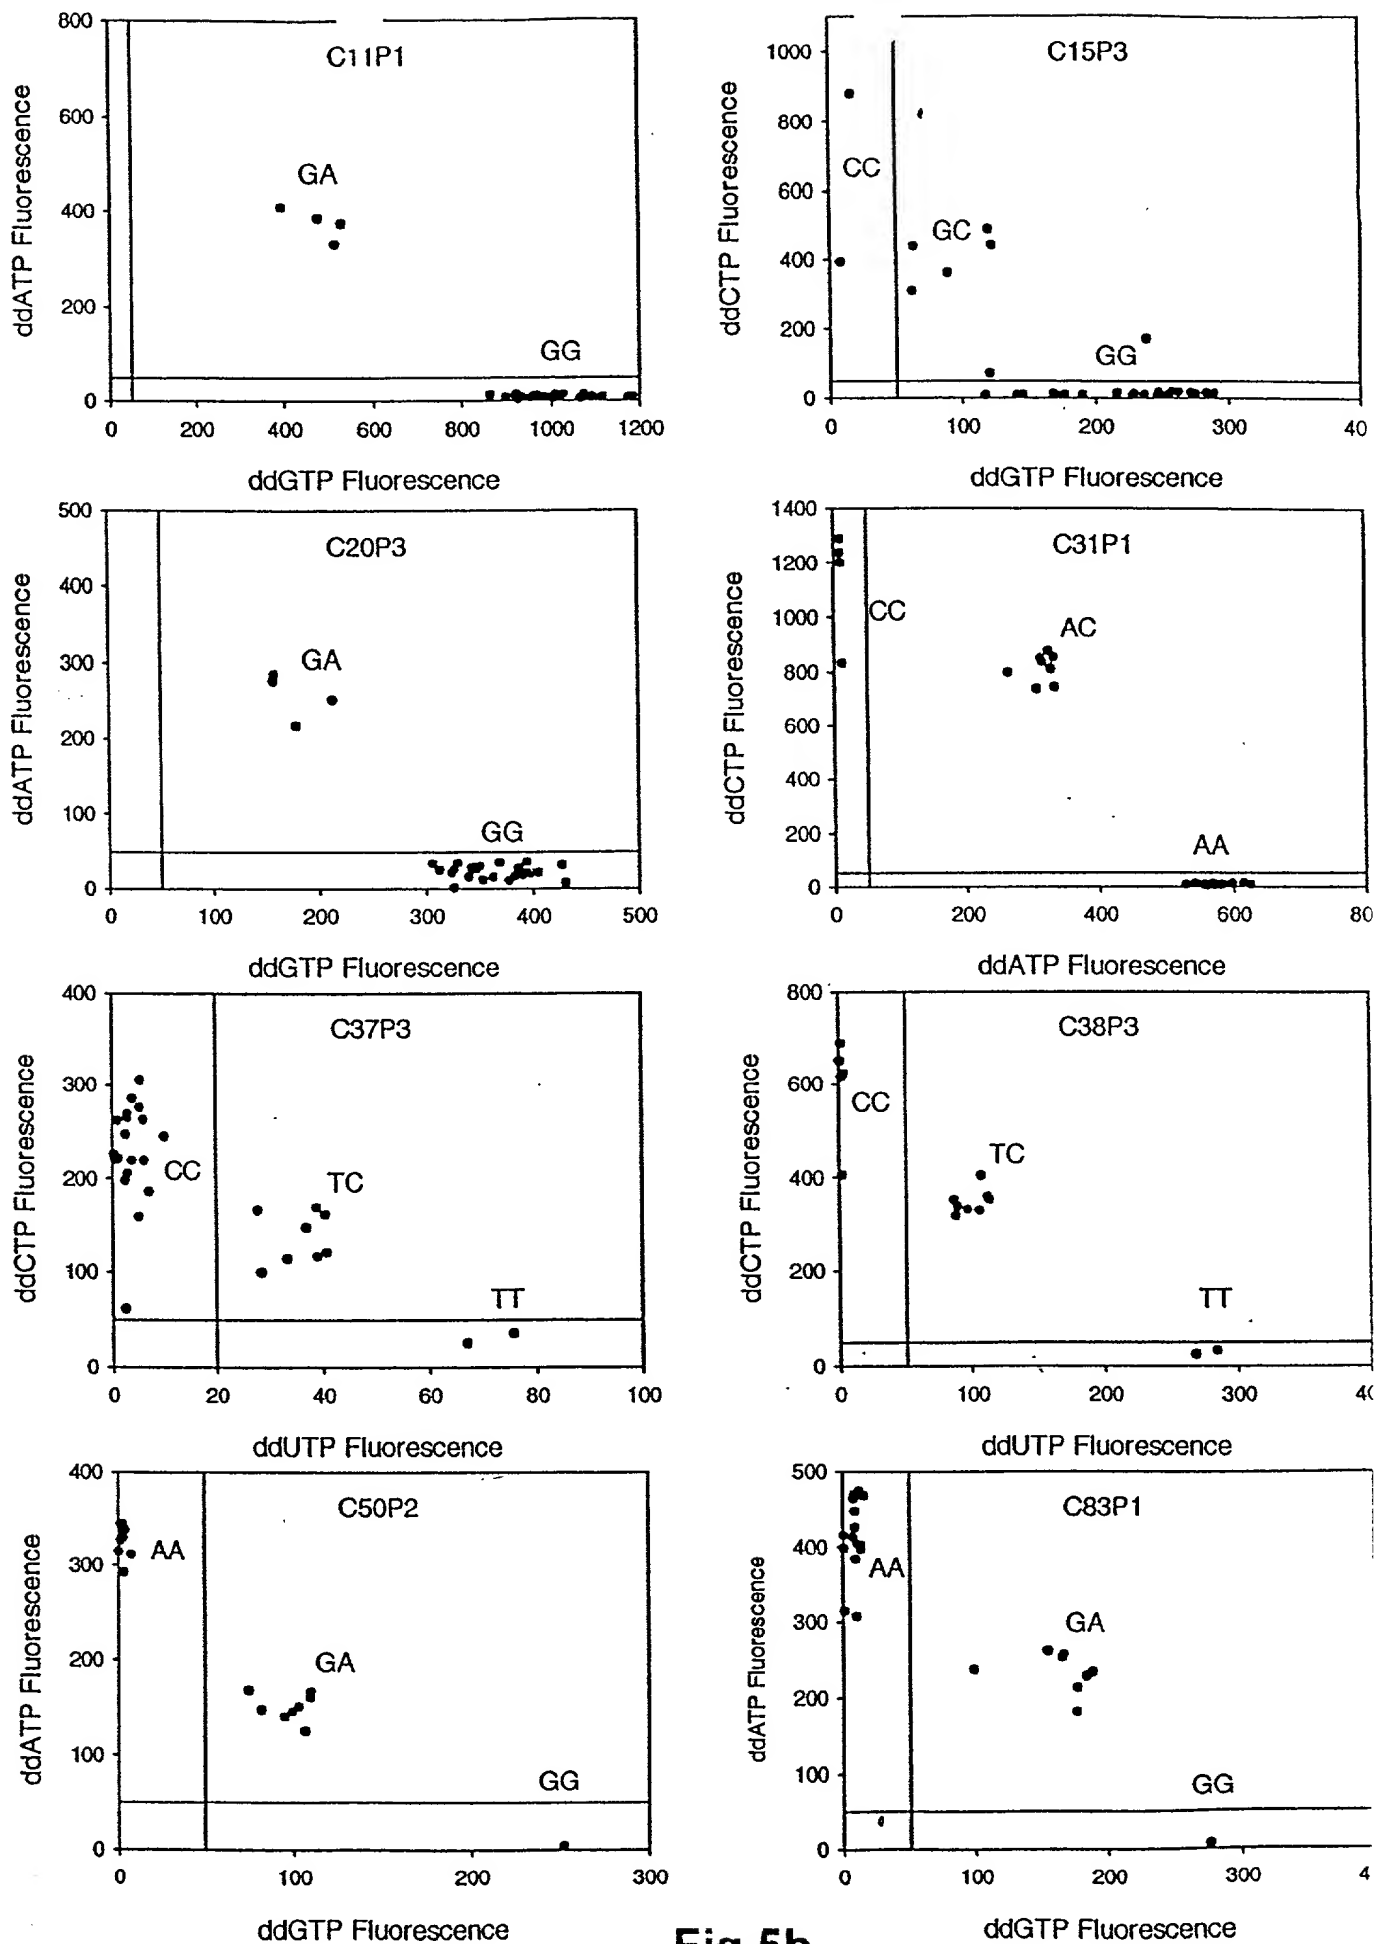 C11P1
ddATP Fluorescence
800
600
400
200
0
GA
GG
0 200 400 600 800 1000 1200
ddGTP Fluorescence
C15P3
ddCTP Fluorescence
1000
800
600
400
200
0
CC
GC
GG
0 100 200 300 40
ddGTP Fluorescence
C20P3
ddATP Fluorescence
500
400
300
200
100
0
GA
GG
0 100 200 300 400 500
ddGTP Fluorescence
C31P1
ddCTP Fluorescence
1400
1200
1000
800
600
400
200
0
CC
AC
AA
0 200 400 600 80
ddATP Fluorescence
C37P3
ddCTP Fluorescence
400
300
200
100
0
CC
TC
TT
0 20 40 60 80 100
ddUTP Fluorescence
C38P3
ddCTP Fluorescence
800
600
400
200
0
CC
TC
TT
0 100 200 300 40
ddUTP Fluorescence
C50P2
ddATP Fluorescence
400
300
200
100
0
AA
GA
GG
0 100 200 300
ddGTP Fluorescence
C83P1
ddATP Fluorescence
500
400
300
200
100
0
AA
GA
GG
0 100 200 300 4
ddGTP Fluorescence
Fig 5b